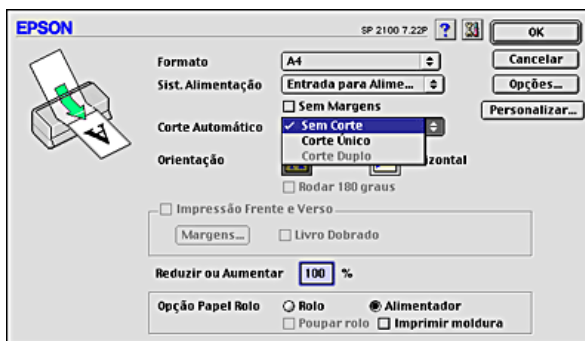 EPSON SP 2100 7.22P ? OK
Formato A4 Cancelar
Sist. Alimentação Entrada para Alime... Opções...
Sem Margens Personalizar...
Corte Automático Sem Corte
Corte Único
Corte Duplo
Orientação zontal
Rodar 180 graus
Impressão Frente e Verso
Margens... Livro Dobrado
Reduzir ou Aumentar 100 %
Opção Papel Rolo Rolo Alimentador
Poupar rolo Imprimir moldura
A